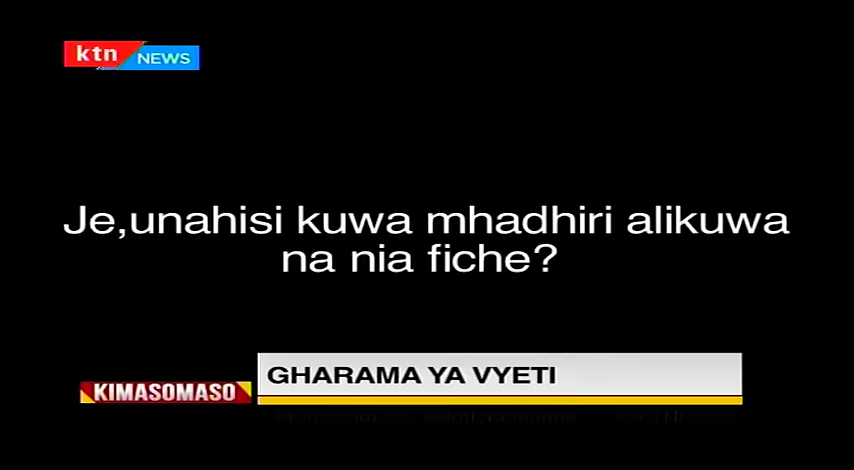 ktn NEWS
Je,unahisi kuwa mhadhiri alikuwa
na nia fiche?
GHARAMA YA VYETI
KIMASOMASO